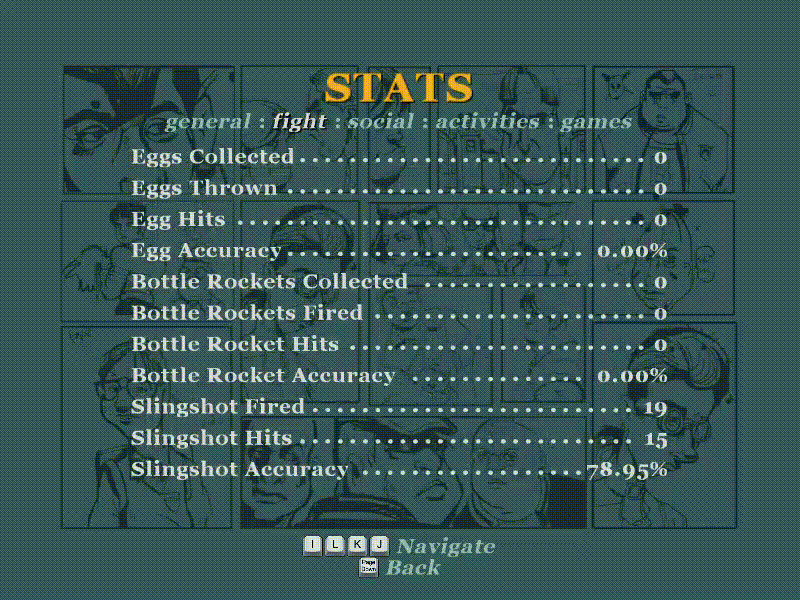 STATS
general : fight : social : activities : games
Eggs Collected.............................. 0
Eggs Thrown .............................. 0
Egg Hits .................................. 0
Egg Accuracy........................ 0.00%
Bottle Rockets Collected .................. 0
Bottle Rockets Fired ...................... 0
Bottle Rocket Hits ........................ 0
Bottle Rocket Accuracy .............. 0.00%
Slingshot Fired .......................... 19
Slingshot Hits........................... 15
Slingshot Accuracy ..................78.95%
I L K J Navigate
Page Down Back